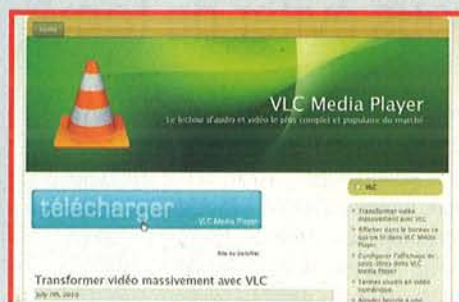 Home
VLC Media Player
Le lecteur d'audio et vidéo le plus complet et populaire du marché
télécharger
VLC Media Player
VLC
Transformer vidéo massivement avec VLC
Afficher dans le bureau ce qui on lit dans VLC Media Player
Configurer l'affichage de sous-titres dans VLC Media Player
numérique
Transformer vidéo massivement avec VLC
July 7th, 2010